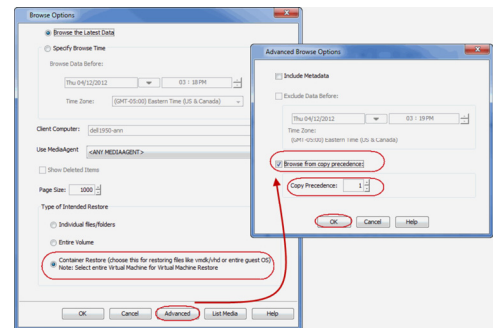 Browse Options
Browse the Latest Data
Specify Browse Time
Browse Data Before:
Thu 04/12/2012
03 : 18 PM
Time Zone:
(GMT-05:00) Eastern Time (US & Canada)
Client Computer:
dell1950-ann
Use MediaAgent
<ANY MEDIAAGENT>
Show Deleted Items
Page Size:
1000
Type of Intended Restore
Individual files/folders
Entire Volume
Container Restore (choose this for restoring files like vmdk/vhd or entire guest OS)
Note: Select entire Virtual Machine for Virtual Machine Restore
OK
Cancel
Advanced
List Media
Help
Advanced Browse Options
Include Metadata
Exclude Data Before:
Thu 04/12/2012
03 : 19 PM
Time Zone:
(GMT-05:00) Eastern Time (US & Canada)
Browse from copy precedence:
Copy Precedence:
1
OK
Cancel
Help